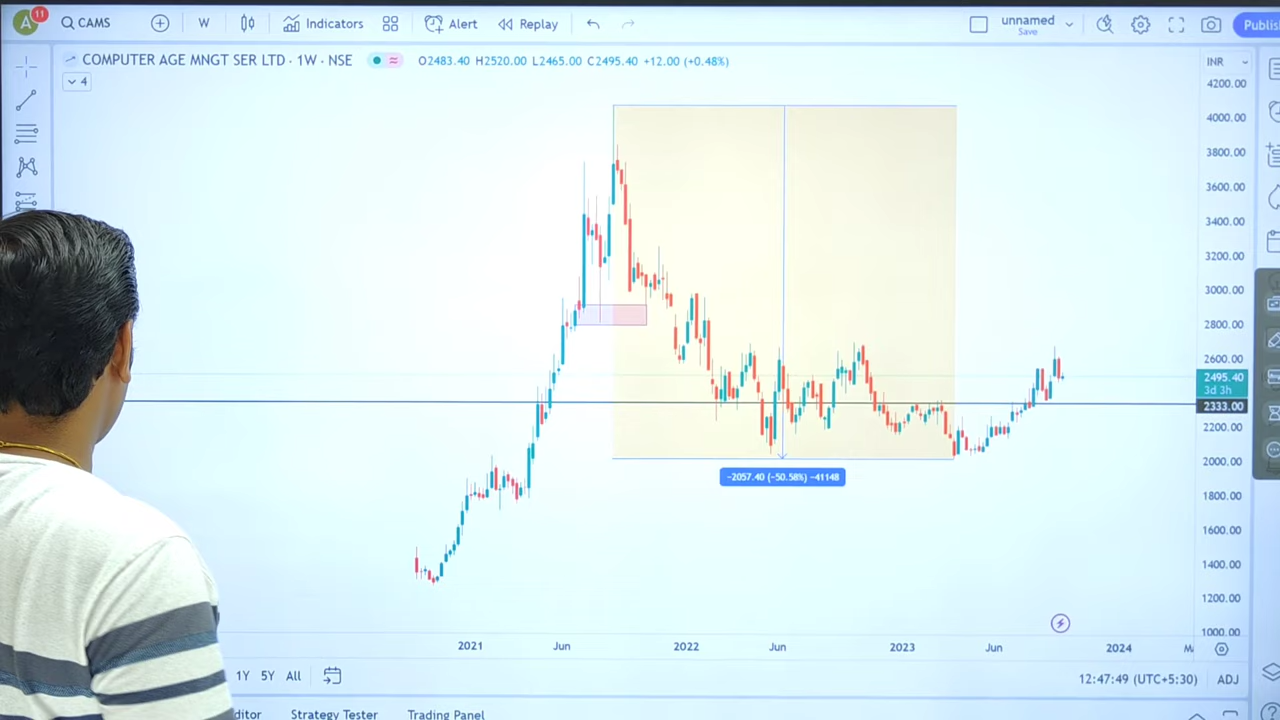 A 11 CAMS W Indicators Alert Replay unnamed Save Publis
COMPUTER AGE MNGT SER LTD · 1W · NSE O2483.40 H2520.00 L2465.00 C2495.40 +12.00 (+0.48%) INR
4
4200.00
4000.00
3800.00
3600.00
3400.00
3200.00
3000.00
2800.00
2600.00
2495.40
3d 3h
2333.00
2200.00
2000.00
−2057.40 (−50.58%) −41148
1800.00
1600.00
1400.00
1200.00
1000.00
2021 Jun 2022 Jun 2023 Jun 2024
1Y 5Y All 12:47:49 (UTC+5:30) ADJ
ditor Strategy Tester Trading Panel